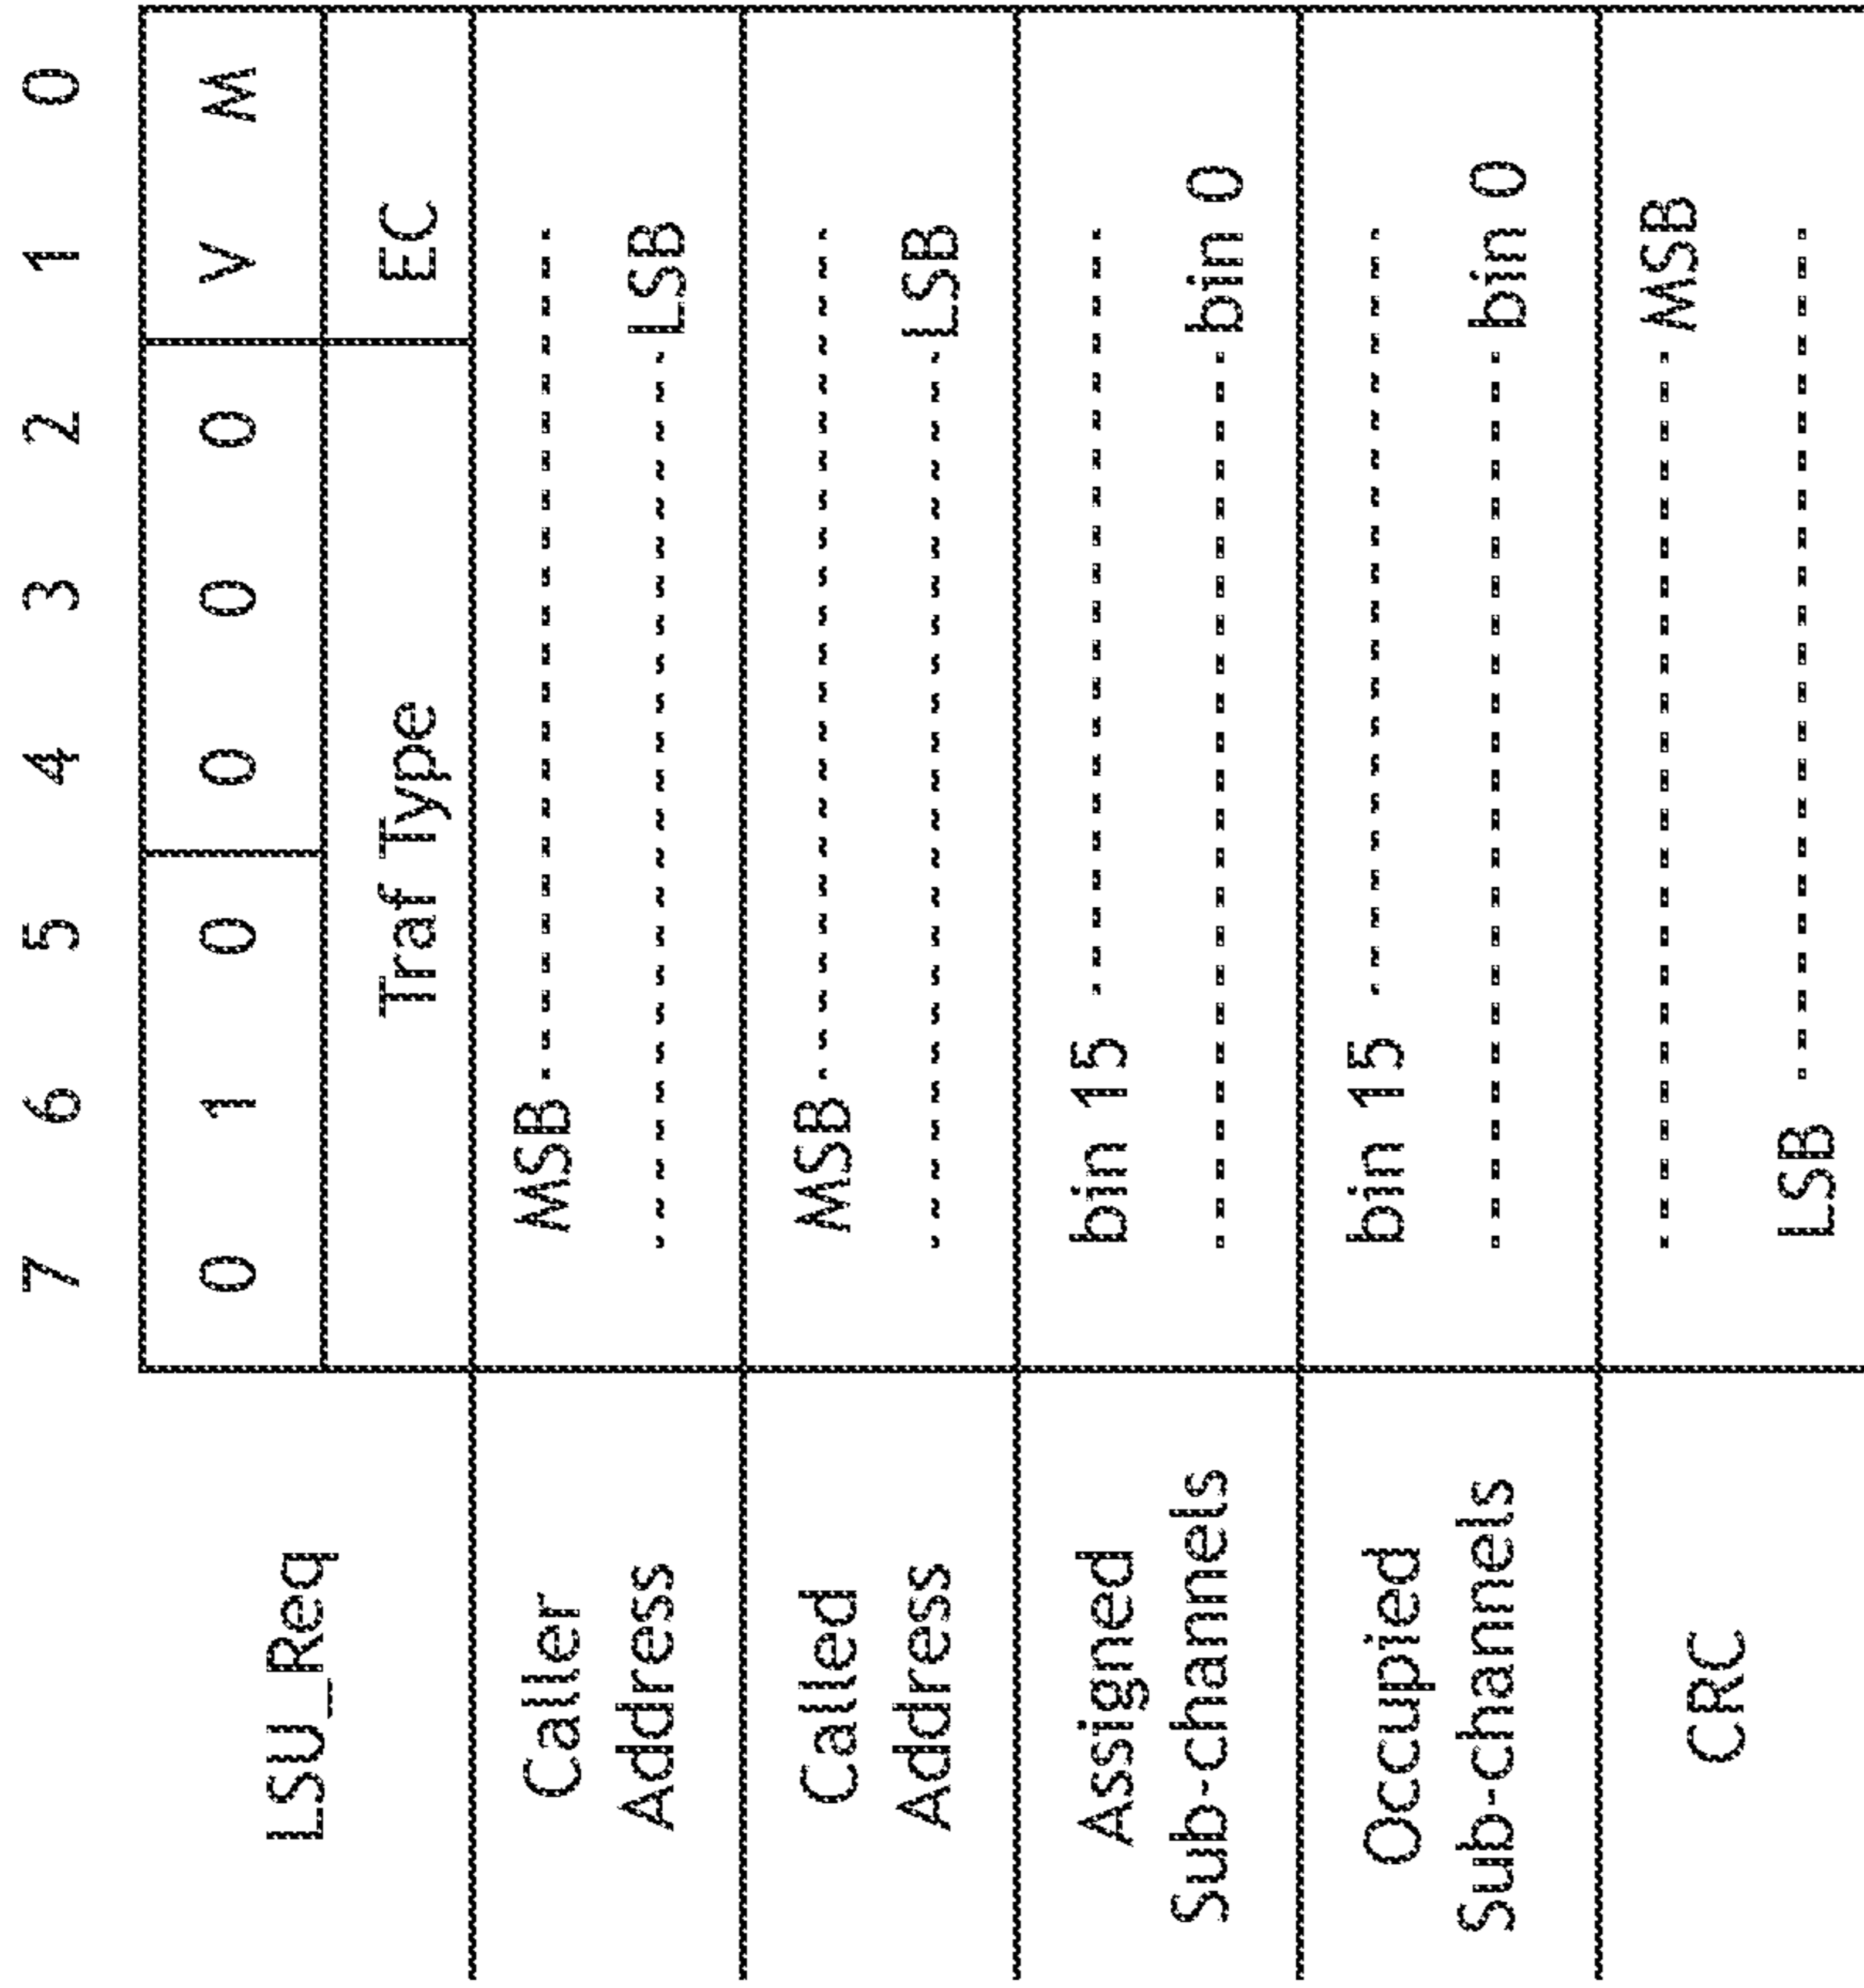 7 6 5 4 3 2 1 0
LSU_Req 0 1 0 0 0 0 V M
Traf Type EC
Caller Address MSB
LSB
Called Address MSB
LSB
Assigned Sub-channels bin 15
bin 0
Occupied Sub-channels bin 15
bin 0
CRC MSB
LSB